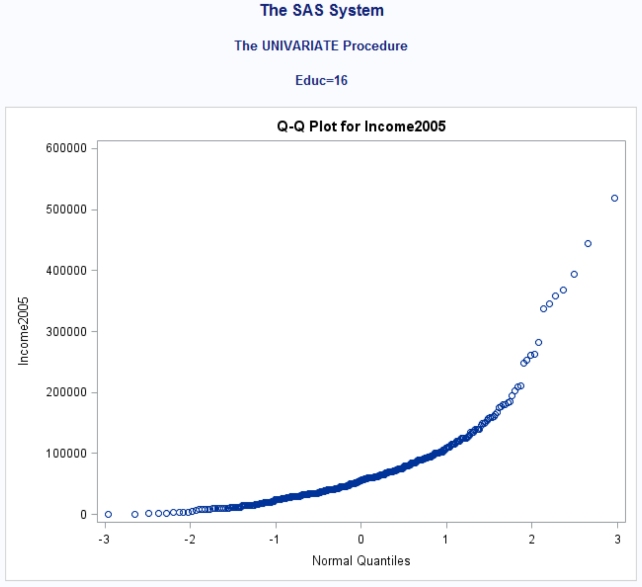 The SAS System
The UNIVARIATE Procedure
Educ=16
Q-Q Plot for Income2005
600000
500000
400000
300000
200000
100000
0
Income2005
-3 -2 -1 0 1 2 3
Normal Quantiles